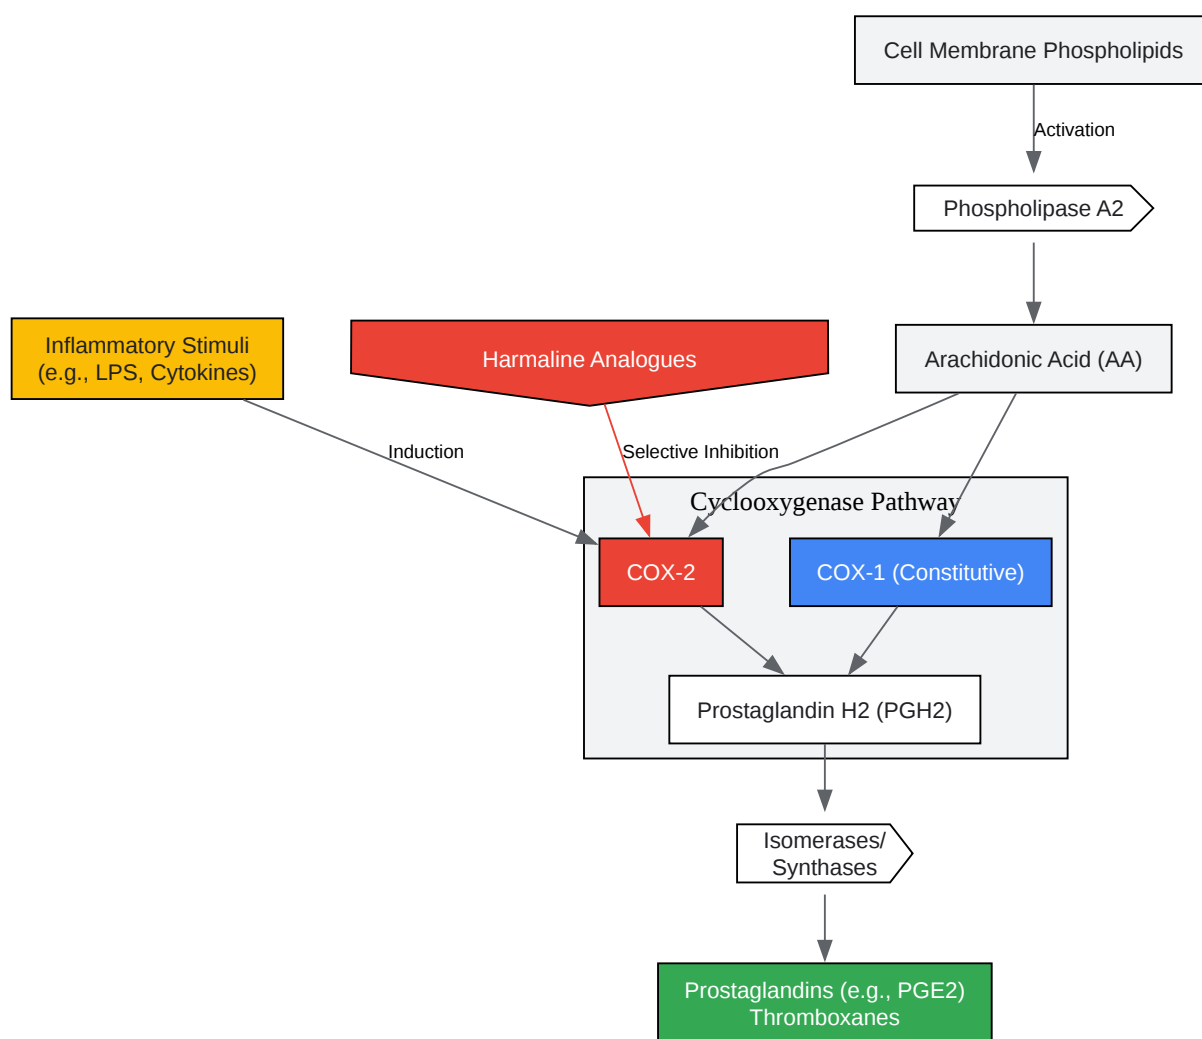 Cell Membrane Phospholipids
Activation
Phospholipase A2
Inflammatory Stimuli
(e.g., LPS, Cytokines)
Harmaline Analogues
Arachidonic Acid (AA)
Induction
Selective Inhibition
Cyclooxygenase Pathway
COX-2
COX-1 (Constitutive)
Prostaglandin H2 (PGH2)
Isomerases/
Synthases
Prostaglandins (e.g., PGE2)
Thromboxanes